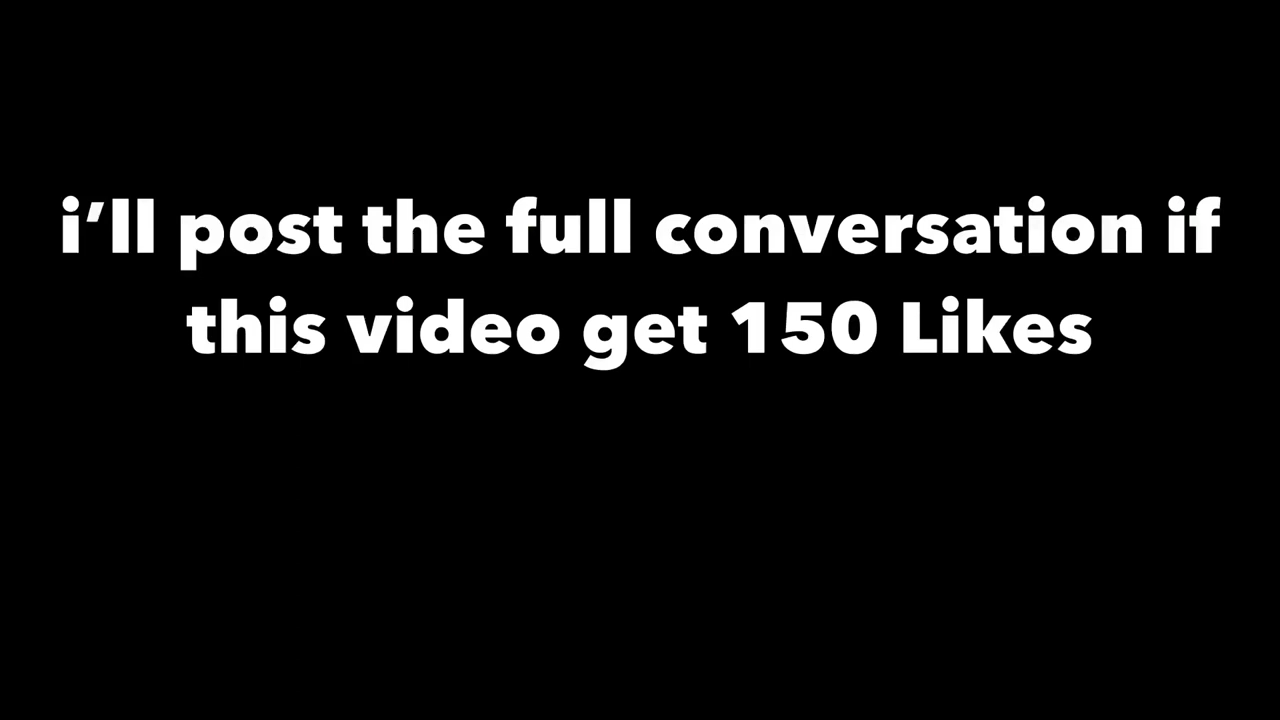 i’ll post the full conversation if
this video get 150 Likes